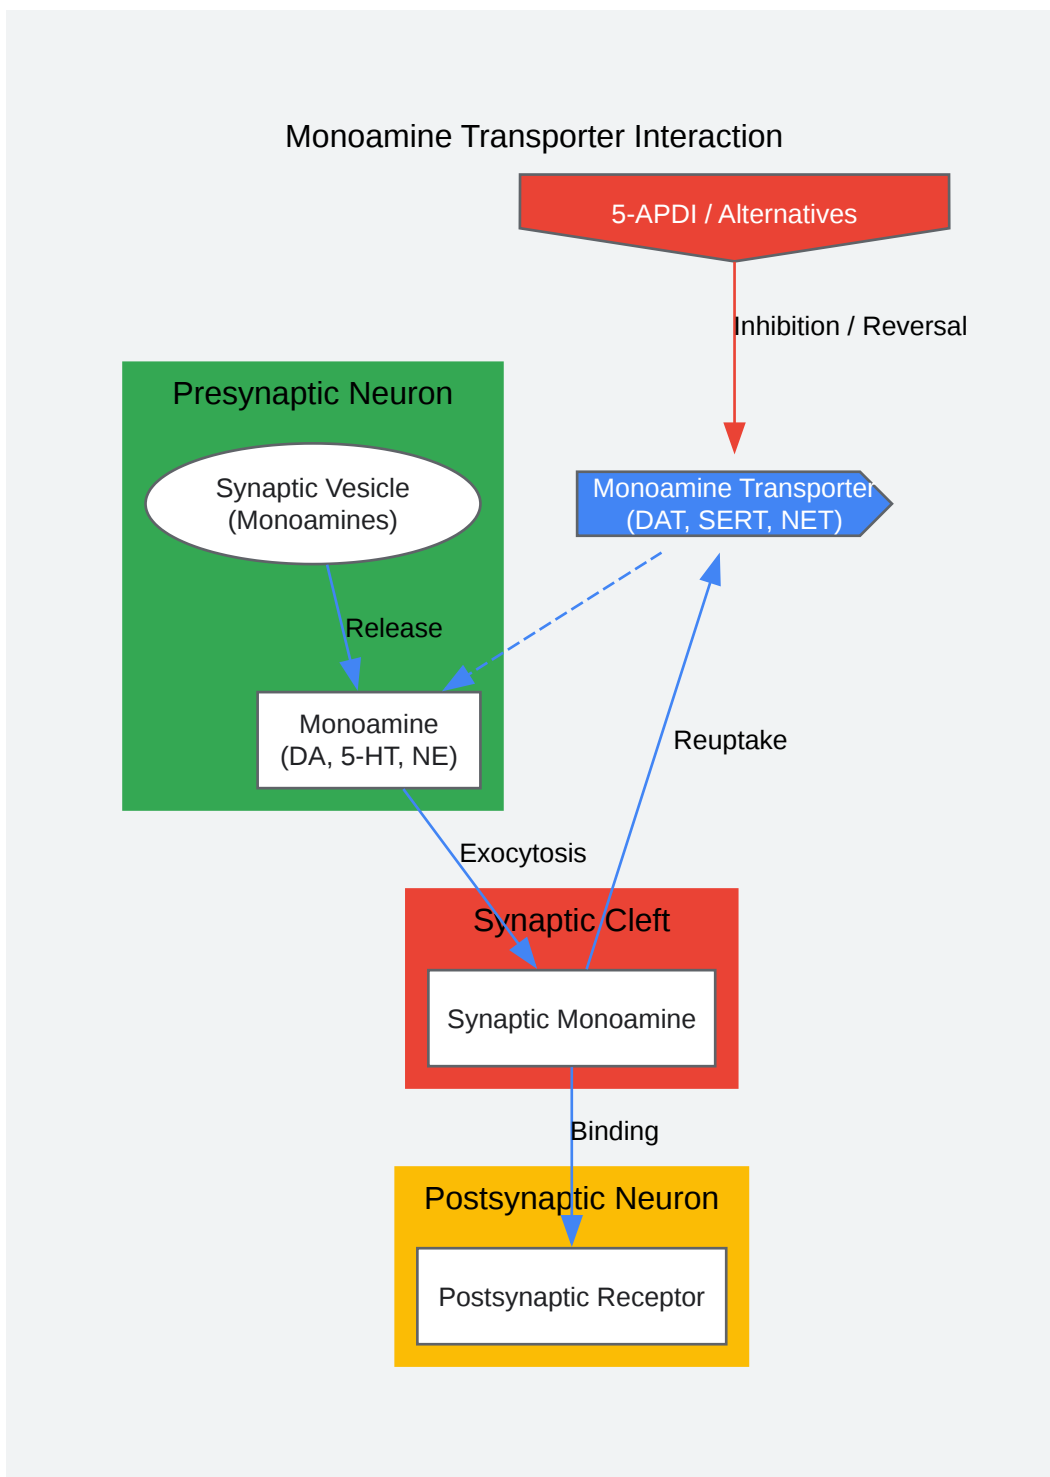 Monoamine Transporter Interaction
5-APDI / Alternatives
Inhibition / Reversal
Presynaptic Neuron
Synaptic Vesicle
(Monoamines)
Monoamine Transporter
(DAT, SERT, NET)
Release
Monoamine
(DA, 5-HT, NE)
Reuptake
Exocytosis
Synaptic Cleft
Synaptic Monoamine
Binding
Postsynaptic Neuron
Postsynaptic Receptor